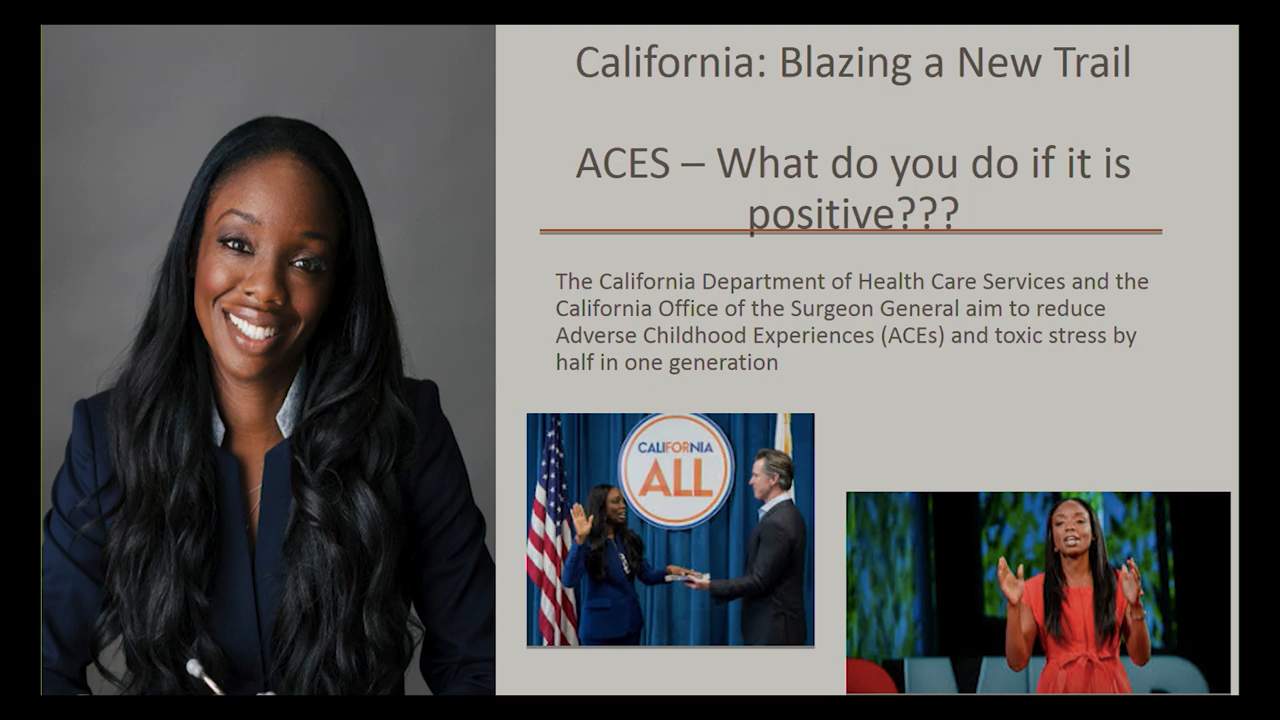 California: Blazing a New Trail
ACES – What do you do if it is
positive???
The California Department of Health Care Services and the
California Office of the Surgeon General aim to reduce
Adverse Childhood Experiences (ACEs) and toxic stress by
half in one generation
CALIFORNIA
ALL